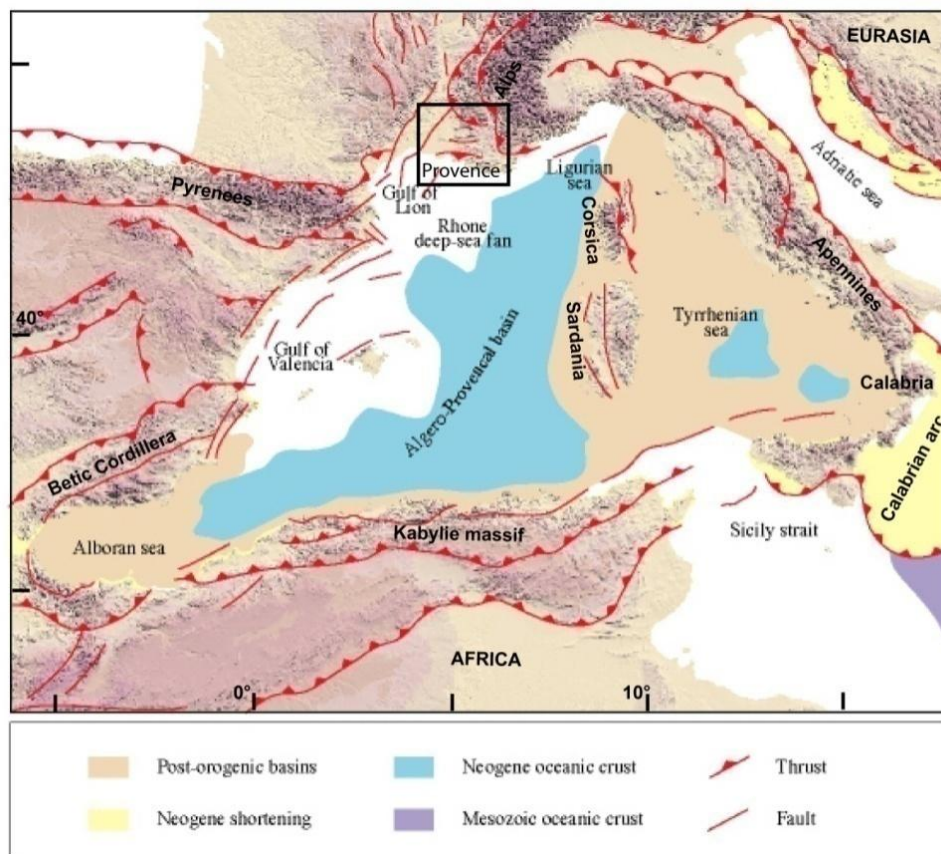 EURASIA
Alps
Adriatic sea
Provence
Ligurian
sea
Pyrenees
Gulf of
Lion
Rhone
deep-sea fan
Corsica
Apennines
40°
Tyrrhenian
sea
Sardania
Gulf of
Valencia
Algero-Provencal basin
Calabria
Betic Cordillera
Calabrian arc
Kabylie massif
Sicily strait
Alboran sea
AFRICA
0°
10°
Post-orogenic basins
Neogene oceanic crust
Thrust
Neogene shortening
Mesozoic oceanic crust
Fault